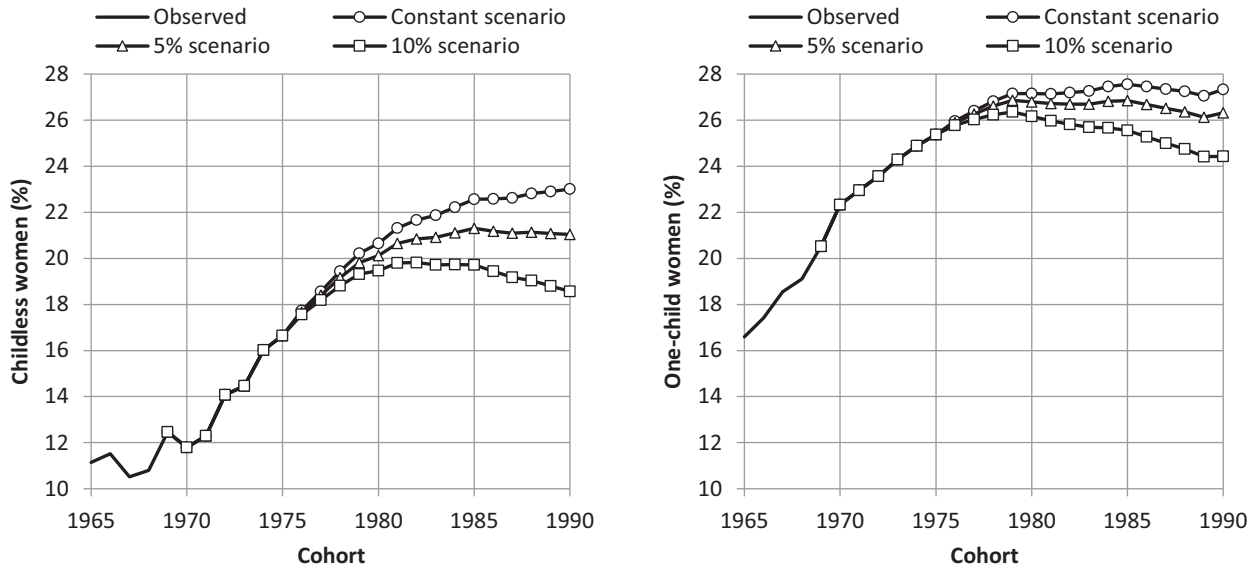 Observed Constant scenario
5% scenario 10% scenario
28
26
24
22
20
18
16
14
12
10
Childless women (%)
1965 1970 1975 1980 1985 1990
Cohort
Observed Constant scenario
5% scenario 10% scenario
28
26
24
22
20
18
16
14
12
10
One-child women (%)
1965 1970 1975 1980 1985 1990
Cohort